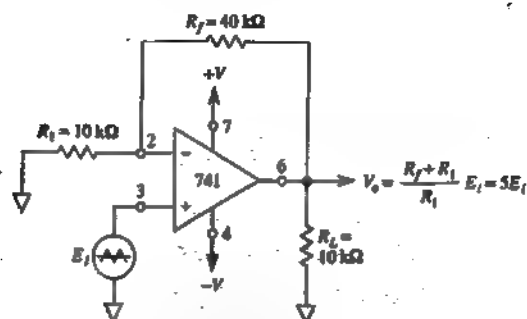 R_f = 40 kΩ
+V
R_1 = 10 kΩ
2
7
−
6
741
V_o = (R_f + R_1) / R_1 E_i = 5E_i
3
+
4
R_L =
10 kΩ
E_i
−V